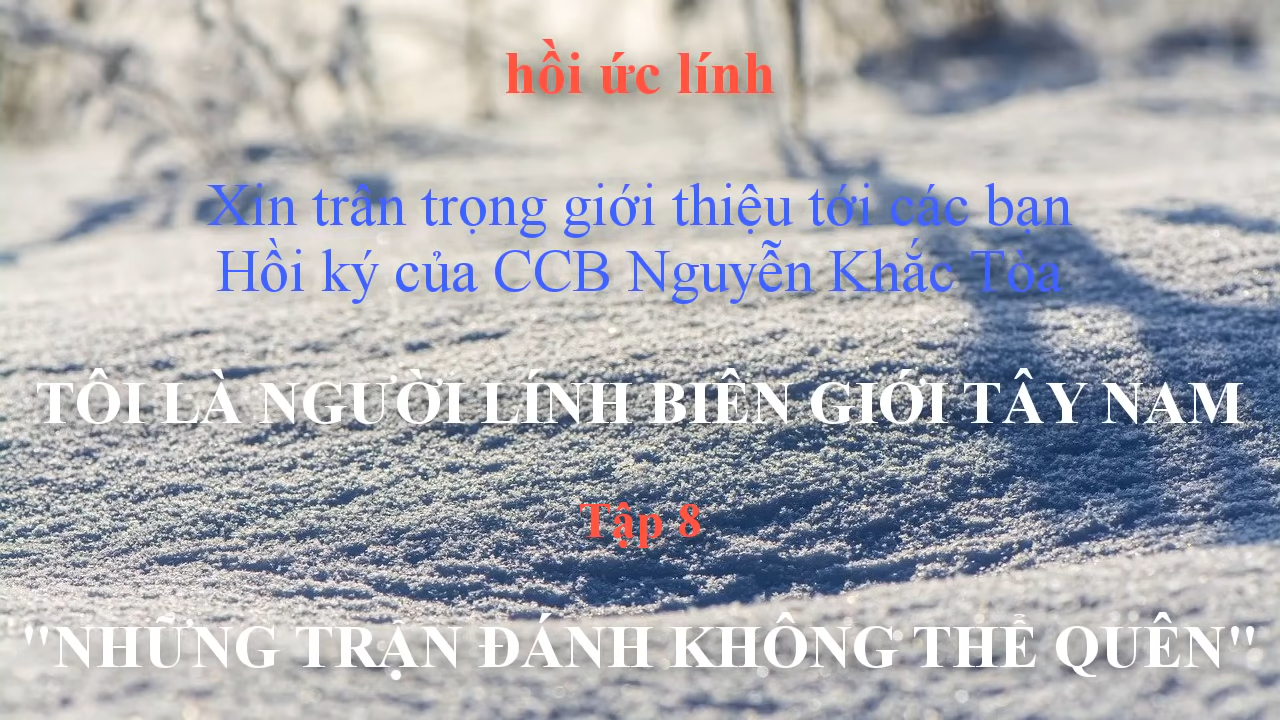 hồi ức lính
Xin trân trọng giới thiệu tới các bạn
Hồi ký của CCB Nguyễn Khắc Tòa
TÔI LÀ NGƯỜI LÍNH BIÊN GIỚI TÂY NAM
Tập 8
"NHỮNG TRẬN ĐÁNH KHÔNG THỂ QUÊN"